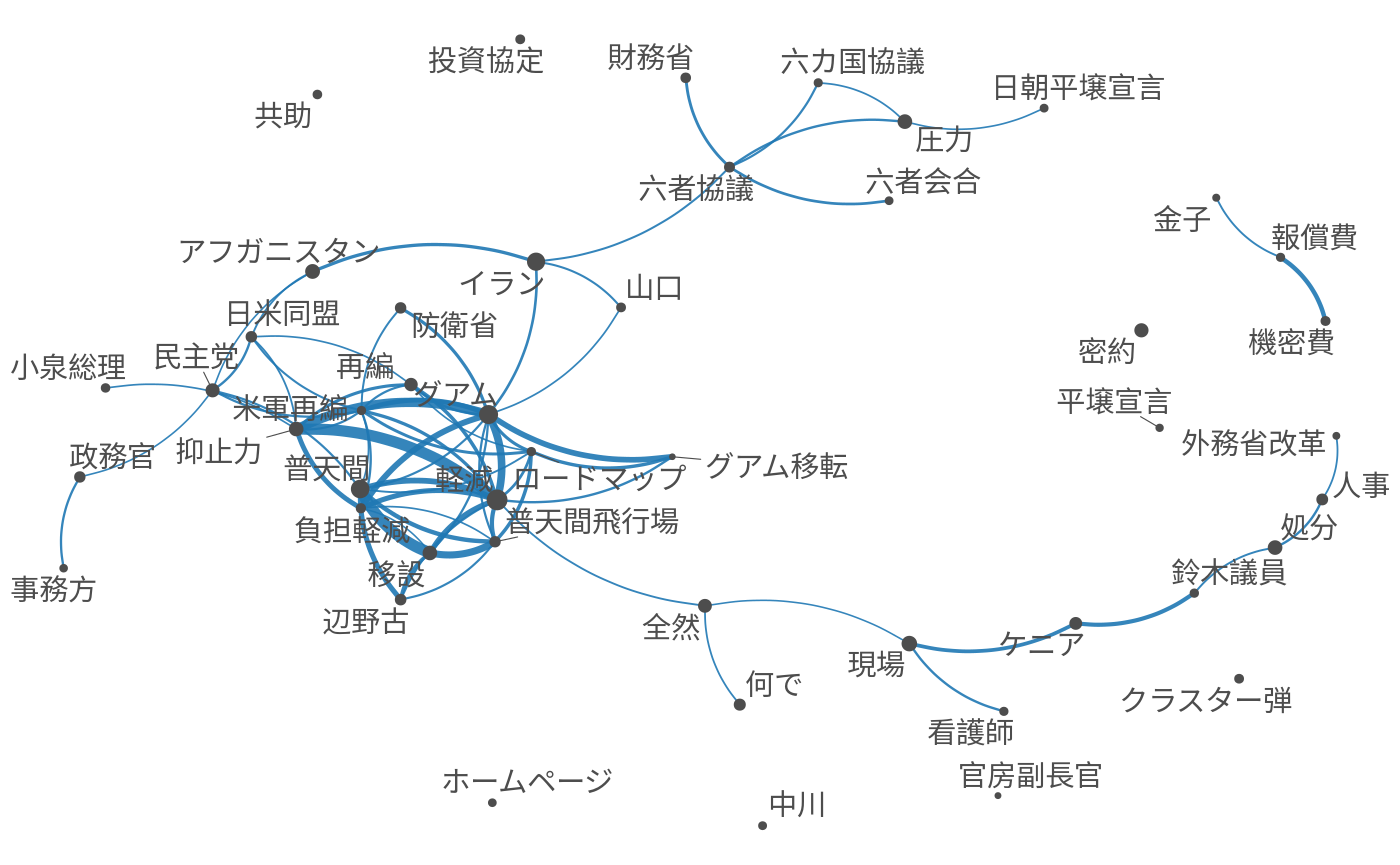 投資協定
財務省
六カ国協議
日朝平壌宣言
共助
圧力
六者協議
六者会合
金子
報償費
アフガニスタン
イラン
山口
日米同盟
防衛省
密約
機密費
小泉総理
民主党
再編
グアム
平壌宣言
米軍再編
外務省改革
抑止力
政務官
普天間
軽減
ロードマップ
グアム移転
人事
負担軽減
普天間飛行場
処分
移設
鈴木議員
事務方
辺野古
全然
ケニア
現場
何で
クラスター弾
看護師
ホームページ
官房副長官
中川